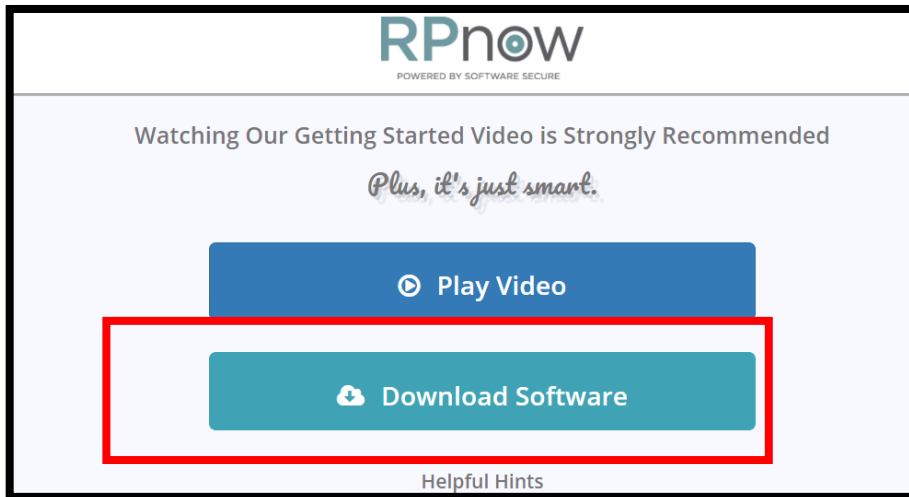 RPnow
POWERED BY SOFTWARE SECURE
Watching Our Getting Started Video is Strongly Recommended
Plus, it's just smart.
Play Video
Download Software
Helpful Hints